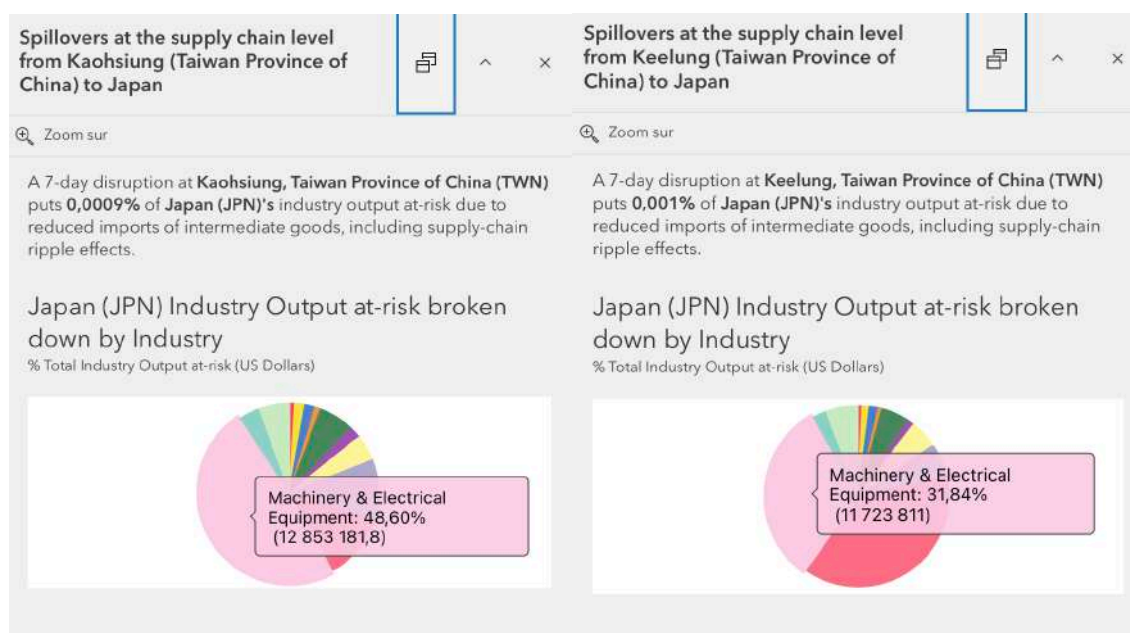 Spillovers at the supply chain level
from Kaohsiung (Taiwan Province of
China) to Japan
Zoom sur
A 7-day disruption at Kaohsiung, Taiwan Province of China (TWN)
puts 0,0009% of Japan (JPN)'s industry output at-risk due to
reduced imports of intermediate goods, including supply-chain
ripple effects.
Japan (JPN) Industry Output at-risk broken
down by Industry
% Total Industry Output at-risk (US Dollars)
Machinery & Electrical
Equipment: 48,60%
(12 853 181,8)
Spillovers at the supply chain level
from Keelung (Taiwan Province of
China) to Japan
Zoom sur
A 7-day disruption at Keelung, Taiwan Province of China (TWN)
puts 0,001% of Japan (JPN)'s industry output at-risk due to
reduced imports of intermediate goods, including supply-chain
ripple effects.
Japan (JPN) Industry Output at-risk broken
down by Industry
% Total Industry Output at-risk (US Dollars)
Machinery & Electrical
Equipment: 31,84%
(11 723 811)